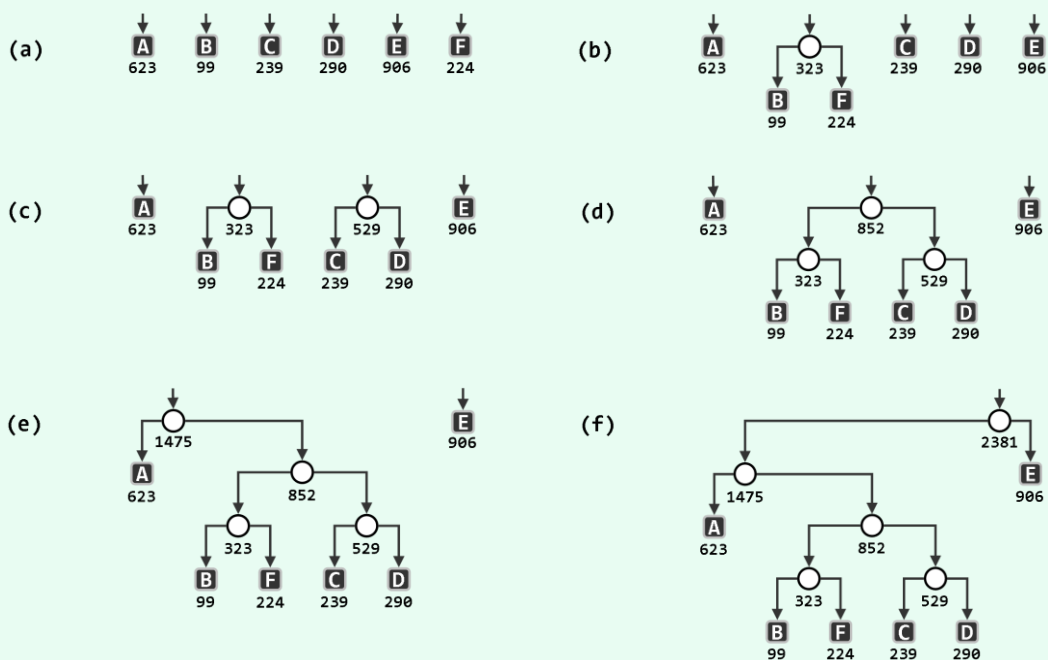 (a) A B C D E F
623 99 239 290 906 224
(b) A C D E
623 323 239 290 906
B F
99 224
(c) A E
623 323 529 906
B F C D
99 224 239 290
(d) A E
623 852 906
323 529
B F C D
99 224 239 290
(e) E
1475 906
A
623 852
323 529
B F C D
99 224 239 290
(f)
2381
E
1475 906
A
623 852
323 529
B F C D
99 224 239 290